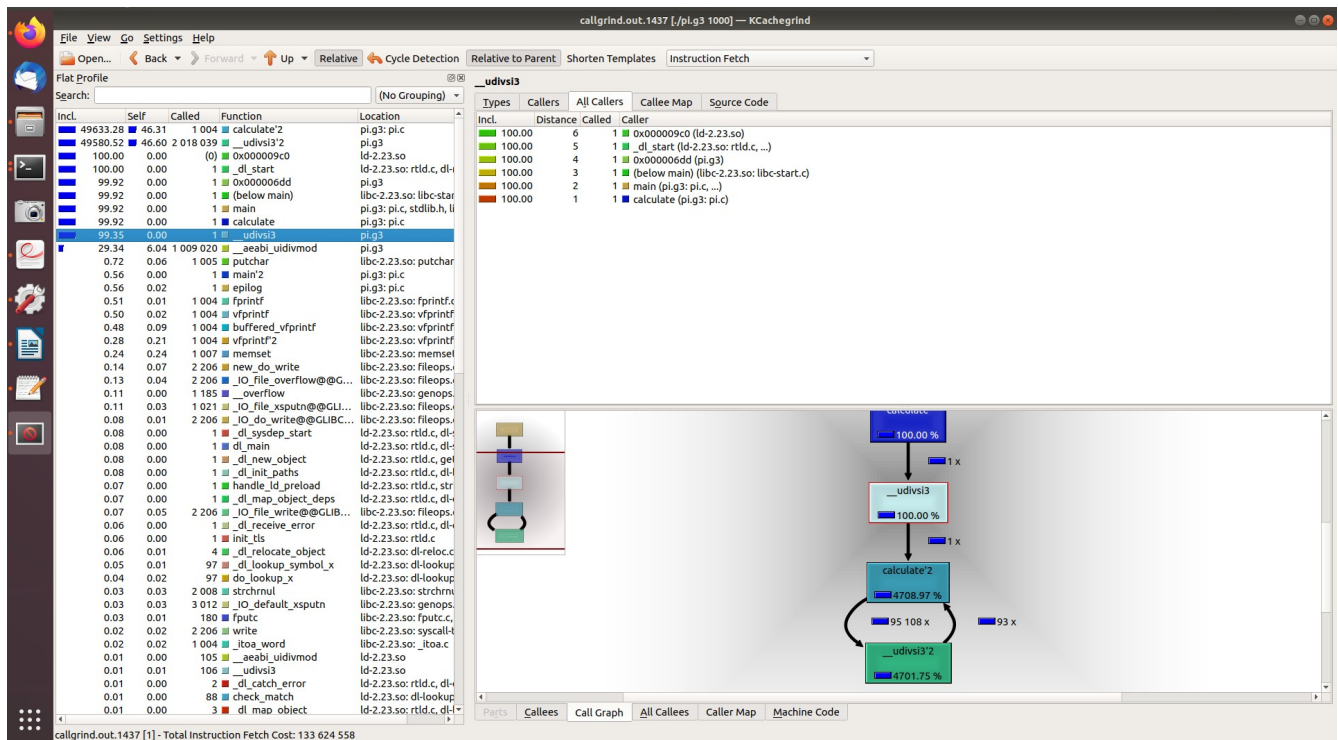 callgrind.out.1437 [./pi.g3 1000] — KCachegrind
File View Go Settings Help
Open... Back Forward Up Relative Cycle Detection Relative to Parent Shorten Templates Instruction Fetch
Flat Profile
Search: (No Grouping)
Incl. Self Called Function Location
49633.28 46.31 1 004 calculate'2 pi.g3: pi.c
49580.52 46.60 2 018 039 __udivsi3'2 pi.g3
100.00 0.00 (0) 0x000009c0 ld-2.23.so
100.00 0.00 1 _dl_start ld-2.23.so: rtld.c, dl-
99.92 0.00 1 0x000006dd pi.g3
99.92 0.00 1 (below main) libc-2.23.so: libc-star
99.92 0.00 1 main pi.g3: pi.c, stdlib.h, li
99.92 0.00 1 calculate pi.g3: pi.c
99.35 0.00 1 __udivsi3 pi.g3
29.34 6.04 1 009 020 __aeabi_uidivmod pi.g3
0.72 0.06 1 005 putchar libc-2.23.so: putchar
0.56 0.00 1 main'2 pi.g3: pi.c
0.56 0.02 1 epilog pi.g3: pi.c
0.51 0.01 1 004 fprintf libc-2.23.so: fprintf.c
0.50 0.02 1 004 vfprintf libc-2.23.so: vfprintf
0.48 0.09 1 004 buffered_vfprintf libc-2.23.so: vfprintf
0.28 0.21 1 004 vfprintf'2 libc-2.23.so: vfprintf
0.24 0.24 1 007 memset libc-2.23.so: memset
0.14 0.07 2 206 new_do_write libc-2.23.so: fileops.
0.13 0.04 2 206 _IO_file_overflow@@G... libc-2.23.so: fileops.
0.11 0.00 1 185 __overflow libc-2.23.so: genops.
0.11 0.03 1 021 _IO_file_xsputn@@GLI... libc-2.23.so: fileops.
0.08 0.01 2 206 _IO_do_write@@GLIBC... libc-2.23.so: fileops.
0.08 0.00 1 _dl_sysdep_start ld-2.23.so: rtld.c, dl-s
0.08 0.00 1 dl_main ld-2.23.so: rtld.c, dl-s
0.08 0.00 1 _dl_new_object ld-2.23.so: rtld.c, get
0.08 0.00 1 _dl_init_paths ld-2.23.so: rtld.c, dl-l
0.07 0.00 1 handle_ld_preload ld-2.23.so: rtld.c, str
0.07 0.00 1 _dl_map_object_deps ld-2.23.so: rtld.c, dl-
0.07 0.05 2 206 _IO_file_write@@GLIB... libc-2.23.so: fileops.
0.06 0.00 1 _dl_receive_error ld-2.23.so: rtld.c, dl-
0.06 0.00 1 init_tls ld-2.23.so: rtld.c
0.06 0.01 4 _dl_relocate_object ld-2.23.so: dl-reloc.c
0.05 0.01 97 _dl_lookup_symbol_x ld-2.23.so: dl-lookup
0.04 0.02 97 do_lookup_x ld-2.23.so: dl-lookup
0.03 0.03 2 008 strchrnul libc-2.23.so: strchrnu
0.03 0.03 3 012 _IO_default_xsputn libc-2.23.so: genops.
0.03 0.01 180 fputc libc-2.23.so: fputc.c,
0.02 0.02 2 206 write libc-2.23.so: syscall-t
0.02 0.02 1 004 _itoa_word libc-2.23.so: _itoa.c
0.01 0.00 105 __aeabi_uidivmod ld-2.23.so
0.01 0.01 106 __udivsi3 ld-2.23.so
0.01 0.00 2 _dl_catch_error ld-2.23.so: rtld.c, dl-
0.01 0.00 88 check_match ld-2.23.so: dl-lookup
0.01 0.00 3 _dl_map_object ld-2.23.so: rtld.c, dl-
__udivsi3
Types Callers All Callers Callee Map Source Code
Incl. Distance Called Caller
100.00 6 1 0x000009c0 (ld-2.23.so)
100.00 5 1 _dl_start (ld-2.23.so: rtld.c, ...)
100.00 4 1 0x000006dd (pi.g3)
100.00 3 1 (below main) (libc-2.23.so: libc-start.c)
100.00 2 1 main (pi.g3: pi.c, ...)
100.00 1 1 calculate (pi.g3: pi.c)
calculate
100.00 %
1 x
__udivsi3
100.00 %
1 x
calculate'2
4708.97 %
95 108 x 93 x
__udivsi3'2
4701.75 %
Parts Callees Call Graph All Callees Caller Map Machine Code
callgrind.out.1437 [1] - Total Instruction Fetch Cost: 133 624 558